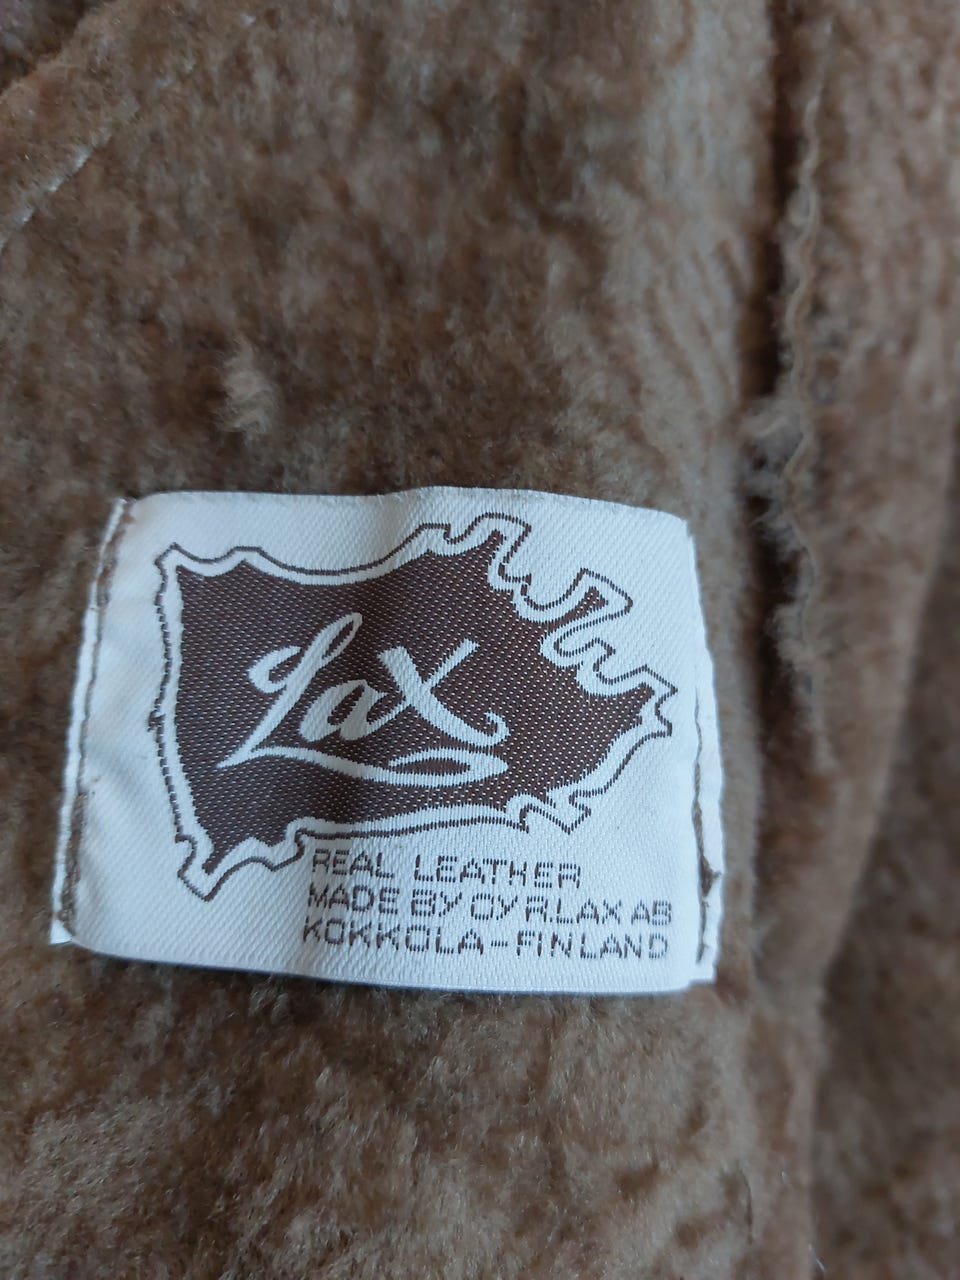 Lax
REAL LEATHER
MADE BY OY R.LAX AB
KOKKOLA-FINLAND